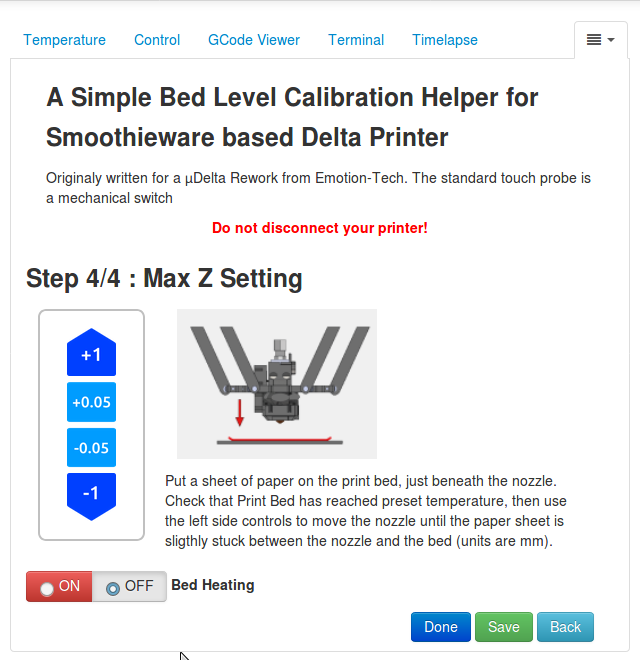 Temperature Control GCode Viewer Terminal Timelapse
A Simple Bed Level Calibration Helper for
Smoothieware based Delta Printer
Originaly written for a µDelta Rework from Emotion-Tech. The standard touch probe is
a mechanical switch
Do not disconnect your printer!
Step 4/4 : Max Z Setting
+1
+0.05
-0.05
-1
Put a sheet of paper on the print bed, just beneath the nozzle.
Check that Print Bed has reached preset temperature, then use
the left side controls to move the nozzle until the paper sheet is
sligthly stuck between the nozzle and the bed (units are mm).
ON OFF Bed Heating
Done Save Back